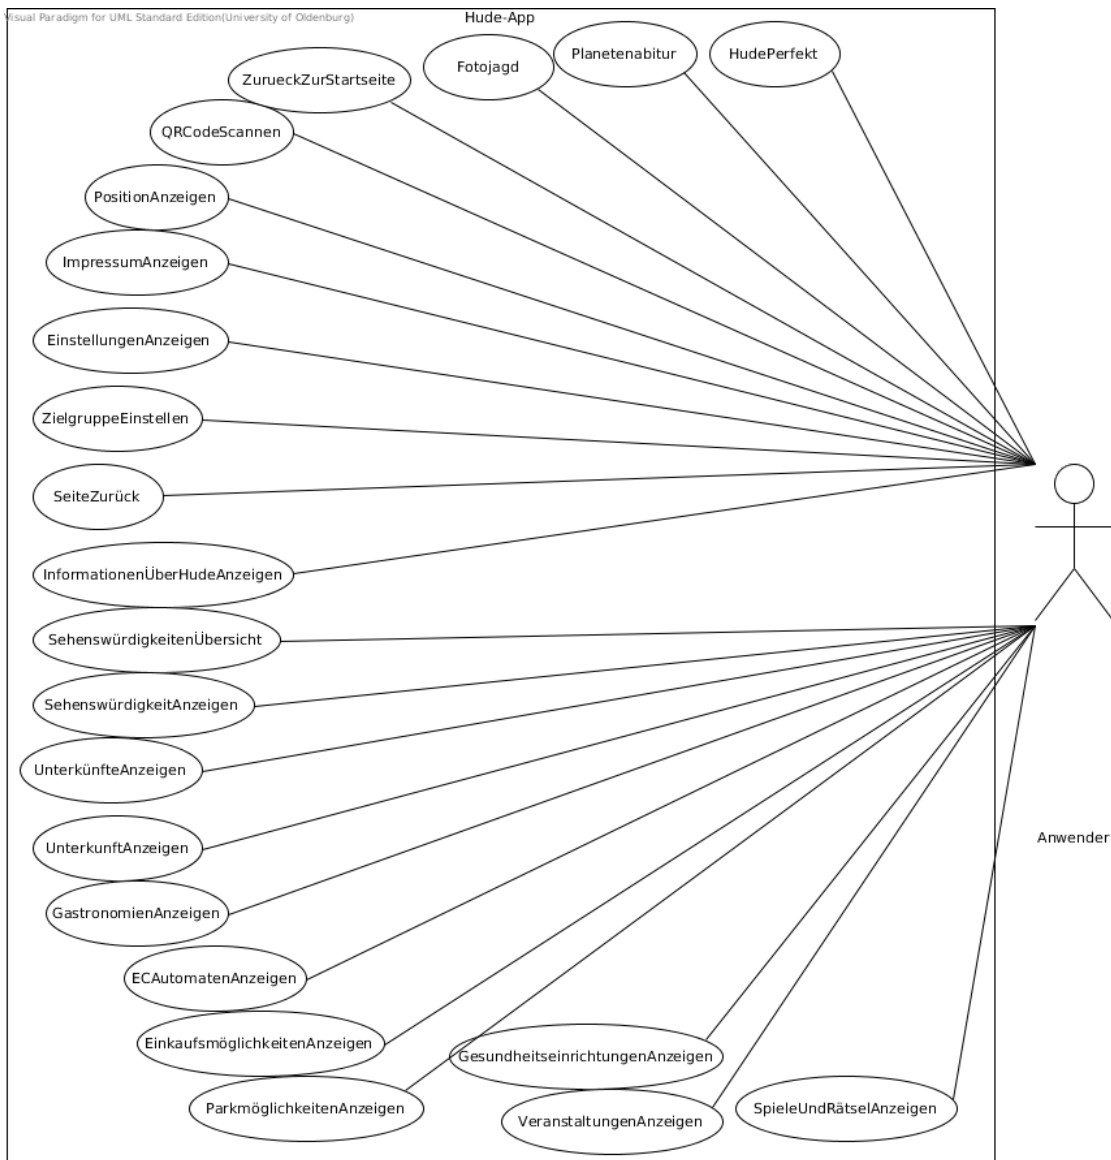 Visual Paradigm for UML Standard Edition(University of Oldenburg)
Hude-App
ZurueckZurStartseite
Fotojagd
Planetenabitur
HudePerfekt
QRCodeScannen
PositionAnzeigen
ImpressumAnzeigen
EinstellungenAnzeigen
ZielgruppeEinstellen
SeiteZurück
InformationenÜberHudeAnzeigen
SehenswürdigkeitenÜbersicht
SehenswürdigkeitAnzeigen
UnterkünfteAnzeigen
Anwender
UnterkunftAnzeigen
GastronomienAnzeigen
ECAutomatenAnzeigen
EinkaufsmöglichkeitenAnzeigen
GesundheitseinrichtungenAnzeigen
ParkmöglichkeitenAnzeigen
VeranstaltungenAnzeigen
SpieleUndRätselAnzeigen